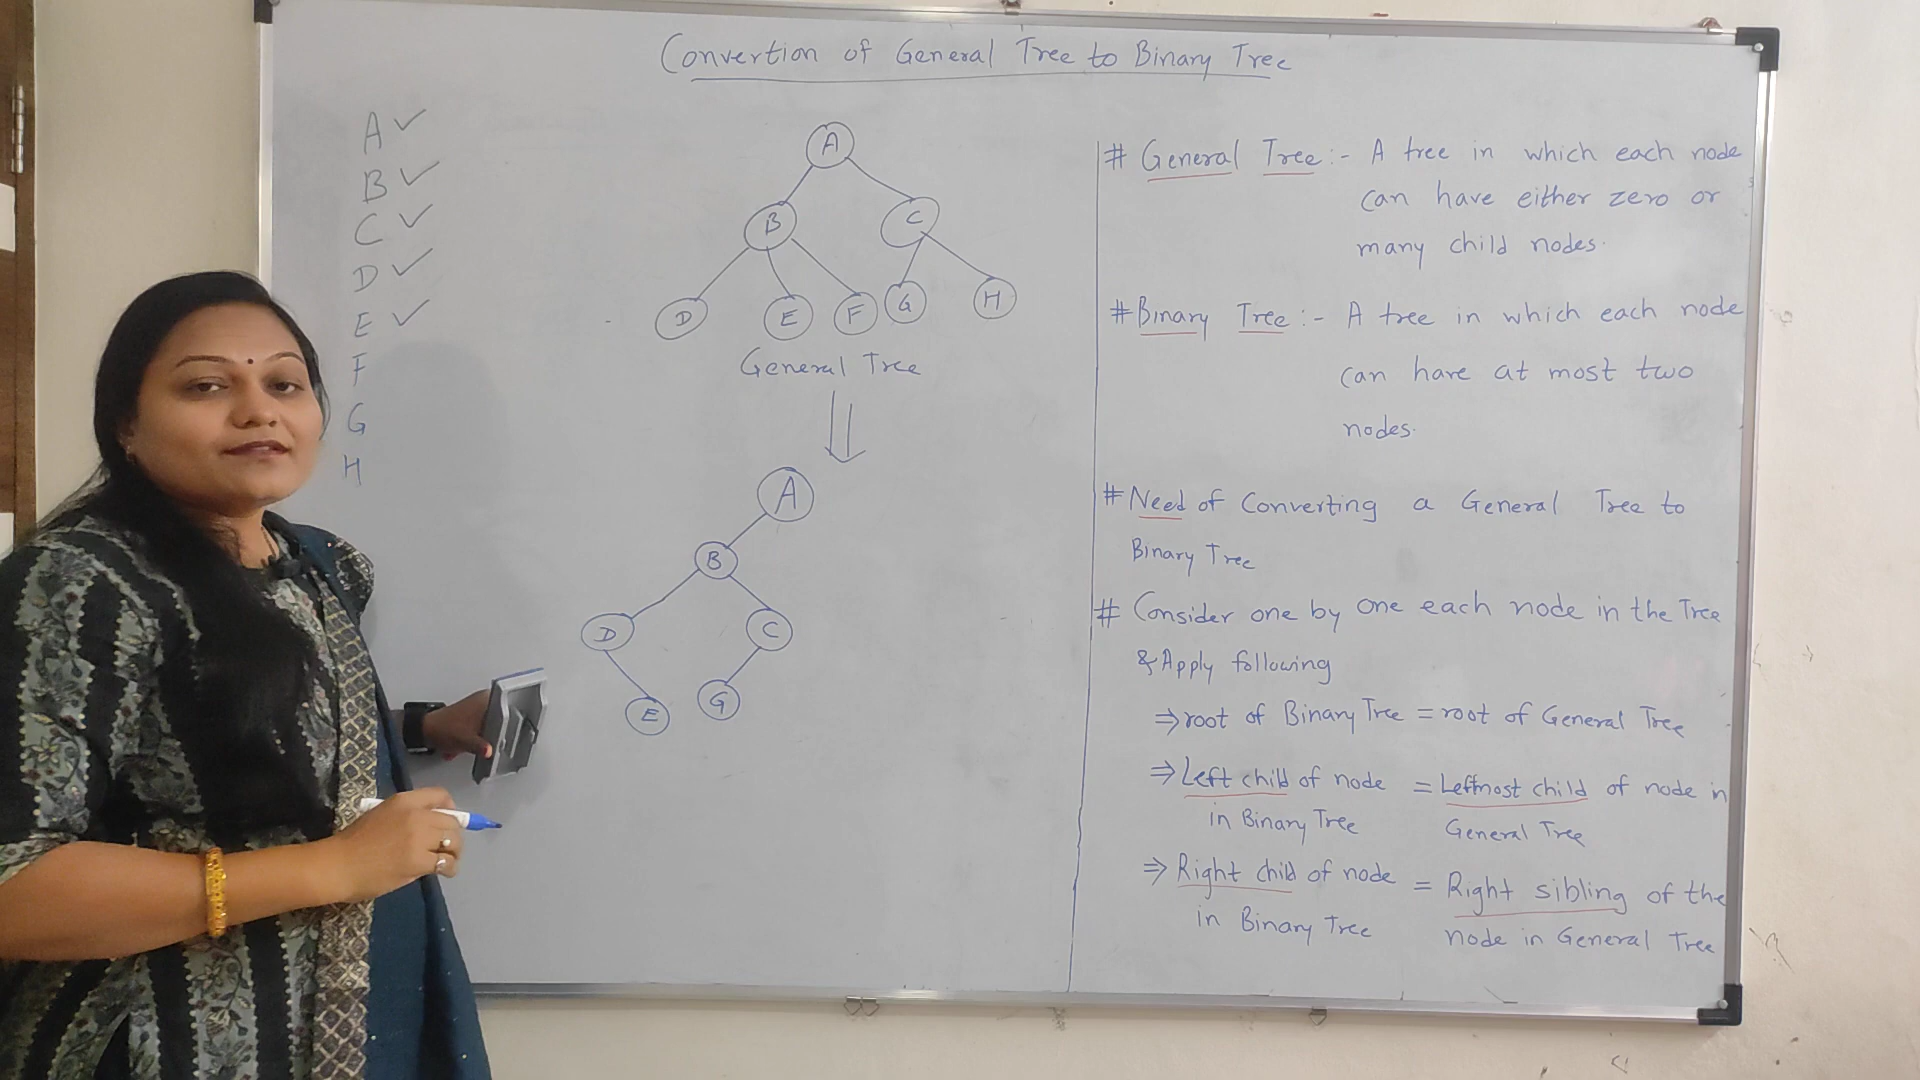 Convertion of General Tree to Binary Tree
A ✓
B ✓
C ✓
D ✓
E ✓
F
G
H
A
B C
D E F G H
General Tree
A
B
D C
E G
# General Tree :- A tree in which each node
can have either zero or
many child nodes.
# Binary Tree :- A tree in which each node
can have at most two
nodes.
# Need of Converting a General Tree to
Binary Tree
# Consider one by one each node in the Tree
& Apply following
⇒ root of Binary Tree = root of General Tree
⇒ Left child of node = Leftmost child of node in
in Binary Tree General Tree
⇒ Right child of node = Right sibling of the
in Binary Tree node in General Tree